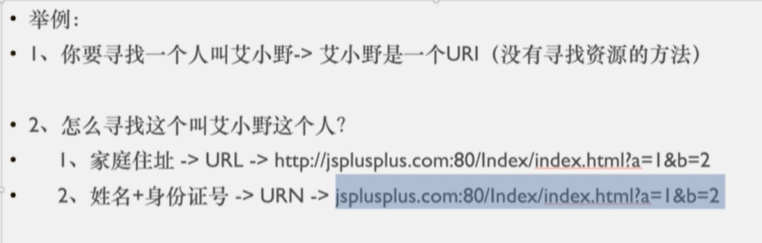 • 举例：
• 1、你要寻找一个人叫艾小野-> 艾小野是一个URI（没有寻找资源的方法）
• 2、怎么寻找这个叫艾小野这个人？
• 1、家庭住址 -> URL -> http://jsplusplus.com:80/Index/index.html?a=1&b=2
• 2、姓名+身份证号 -> URN -> jsplusplus.com:80/Index/index.html?a=1&b=2